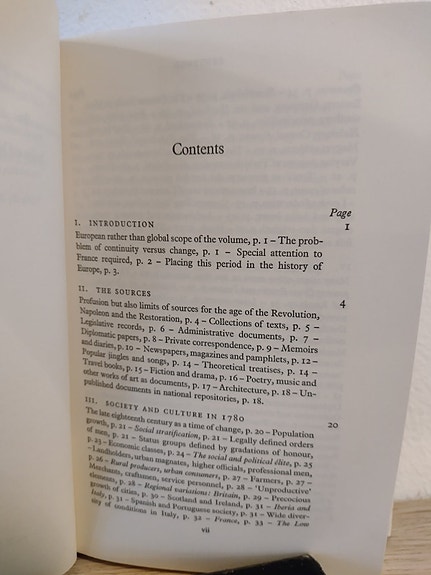 Contents
Page
I. INTRODUCTION 1
European rather than global scope of the volume, p. 1 – The prob-
blem of continuity versus change, p. 1 – Special attention to
France required, p. 2 – Placing this period in the history of
Europe, p. 3.
II. THE SOURCES 4
Profusion but also limits of sources for the age of the Revolution,
Napoleon and the Restoration, p. 4 – Collections of texts, p. 5 –
Legislative records, p. 6 – Administrative documents, p. 7 –
Diplomatic papers, p. 8 – Private correspondence, p. 9 – Memoirs
and diaries, p. 10 – Newspapers, magazines and pamphlets, p. 12 –
Popular jingles and songs, p. 14 – Theoretical treatises, p. 14 –
Travel books, p. 15 – Fiction and drama, p. 16 – Poetry, music and
other works of art as documents, p. 17 – Architecture, p. 18 – Un-
published documents in national repositories, p. 18.
III. SOCIETY AND CULTURE IN 1780 20
The late eighteenth century as a time of change, p. 20 – Population
growth, p. 21 – Social stratification, p. 21 – Legally defined orders
of men, p. 21 – Status groups defined by gradations of honour,
p. 23 – Economic classes, p. 24 – The social and political élite, p. 25
– Landholders, urban magnates, higher officials, professional men,
p. 26 – Rural producers, urban consumers, p. 27 – Farmers, p. 27 –
Merchants, craftsmen, service personnel, p. 28 – 'Unproductive'
elements, p. 28 – Regional variations: Britain, p. 29 – Precocious
growth of cities, p. 30 – Scotland and Ireland, p. 31 – Iberia and
Italy, p. 31 – Spanish and Portuguese society, p. 31 – Wide diver-
sity of conditions in Italy, p. 32 – France, p. 33 – The Low
vii